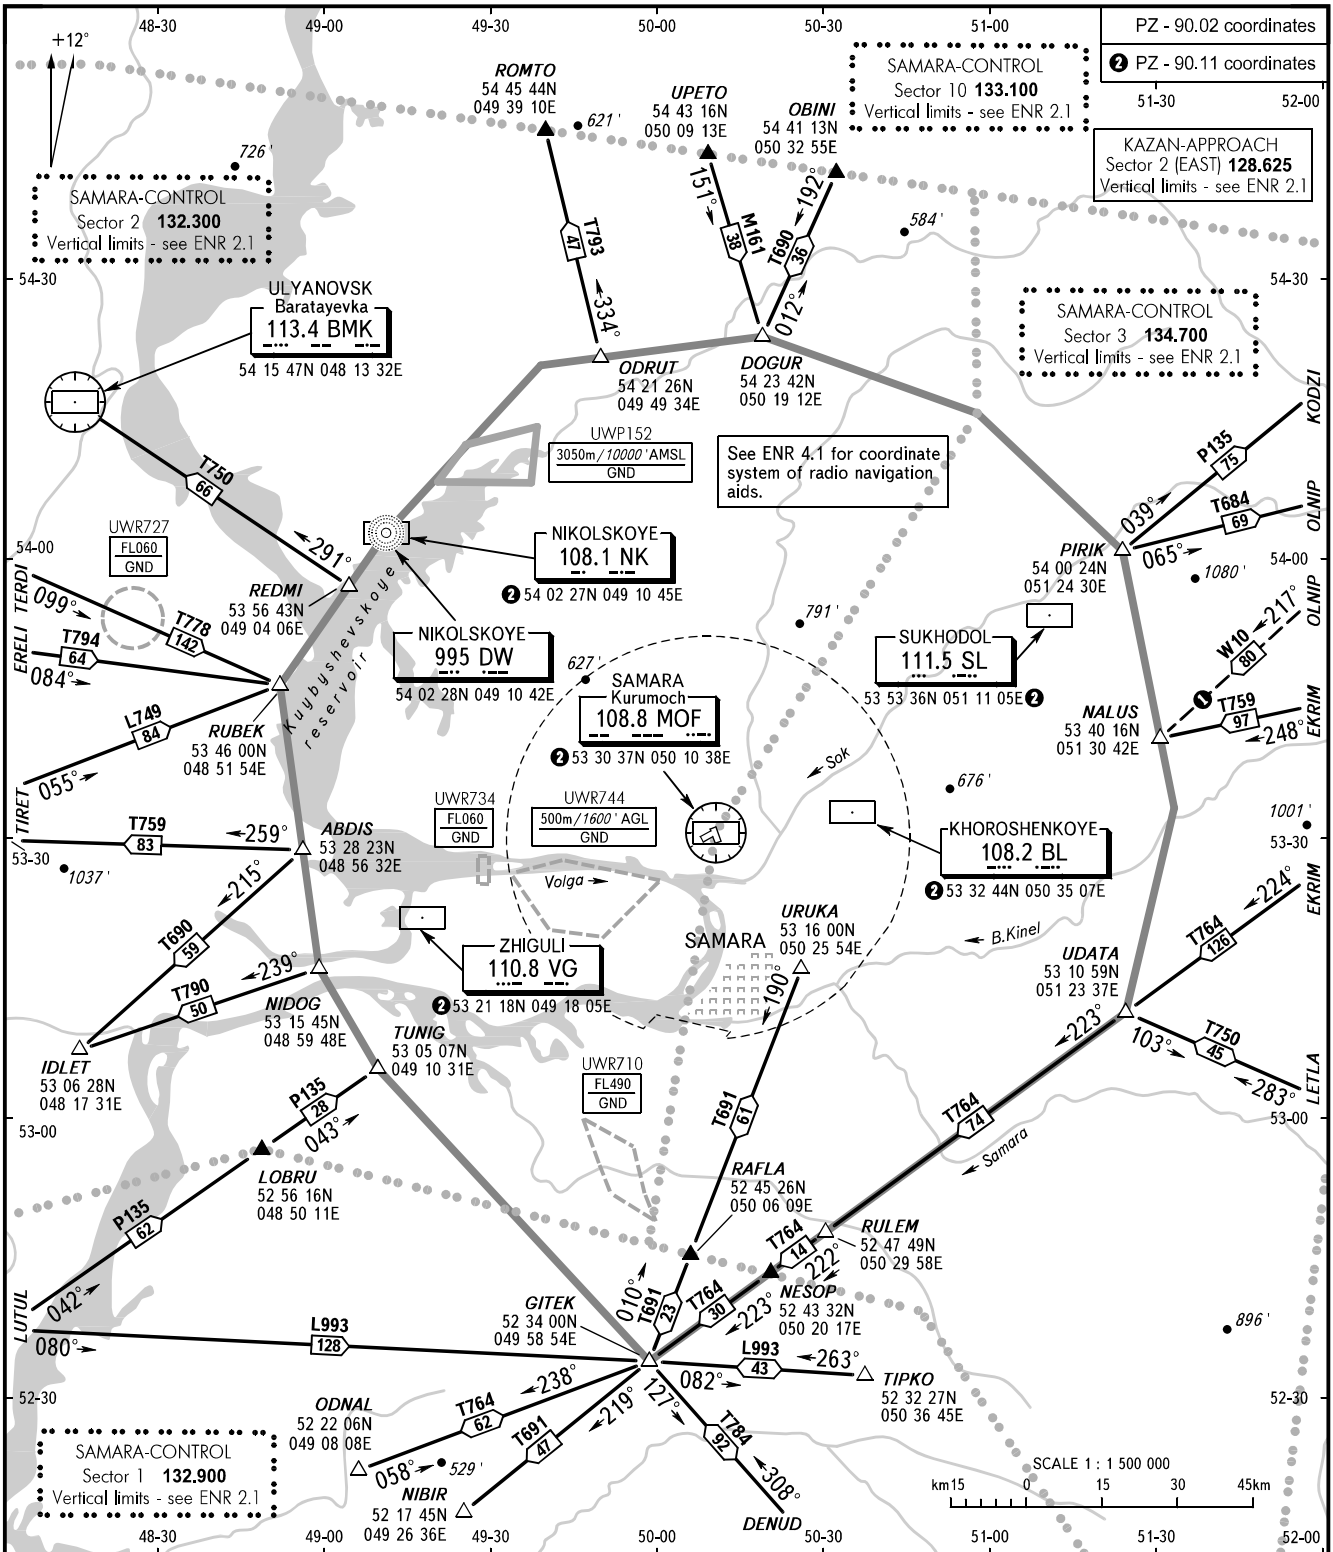 48-30
49-00
49-30
50-00
50-30
51-00
PZ - 90.02 coordinates
❷ PZ - 90.11 coordinates
51-30
52-00
+12°
ROMTO
54 45 44N
049 39 10E
621'
UPETO
54 43 16N
050 09 13E
OBINI
54 41 13N
050 32 55E
SAMARA-CONTROL
Sector 10 133.100
Vertical limits - see ENR 2.1
KAZAN-APPROACH
Sector 2 (EAST) 128.625
Vertical limits - see ENR 2.1
726'
SAMARA-CONTROL
Sector 2 132.300
Vertical limits - see ENR 2.1
151°
M161
38
192°
T690
36
012°
584'
T793
47
334°
54-30
54-30
ULYANOVSK
Baratayevka
113.4 BMK
54 15 47N 048 13 32E
SAMARA-CONTROL
Sector 3 134.700
Vertical limits - see ENR 2.1
ODRUT
54 21 26N
049 49 34E
DOGUR
54 23 42N
050 19 12E
KODZI
P135
75
039°
UWP152
3050m/10000'AMSL
GND
See ENR 4.1 for coordinate
system of radio navigation
aids.
T750
66
291°
T684
69
OLNIP
065°
UWR727
FL060
GND
NIKOLSKOYE
108.1 NK
❷ 54 02 27N 049 10 45E
PIRIK
54 00 24N
051 24 30E
1080'
54-00
54-00
TERDI
099°
T778
142
REDMI
53 56 43N
049 04 06E
OLNIP
217°
W10
80
❶
ERELI
T794
64
084°
NIKOLSKOYE
995 DW
54 02 28N 049 10 42E
791'
SUKHODOL
111.5 SL
53 53 36N 051 11 05E ❷
627'
SAMARA
Kurumoch
108.8 MOF
❷ 53 30 37N 050 10 38E
Kuybyshevskoye
reservoir
L749
84
055°
TIRET
RUBEK
53 46 00N
048 51 54E
NALUS
53 40 16N
051 30 42E
T759
97
248°
EKRIM
Sok
676'
UWR734
FL060
GND
UWR744
500m/1600' AGL
GND
1001'
T759
83
259°
ABDIS
53 28 23N
048 56 32E
KHOROSHENKOYE
108.2 BL
❷ 53 32 44N 050 35 07E
53-30
53-30
1037'
215°
Volga
224°
EKRIM
T764
126
URUKA
53 16 00N
050 25 54E
B.Kinel
T690
59
ZHIGULI
110.8 VG
❷ 53 21 18N 049 18 05E
SAMARA
UDATA
53 10 59N
051 23 37E
239°
T790
50
NIDOG
53 15 45N
048 59 48E
190°
223°
103°
T750
45
283°
LETLA
IDLET
53 06 28N
048 17 31E
TUNIG
53 05 07N
049 10 31E
UWR710
FL490
GND
P135
28
043°
T691
61
T764
74
Samara
53-00
53-00
LOBRU
52 56 16N
048 50 11E
RAFLA
52 45 26N
050 06 09E
P135
62
042°
LUTUL
T764
14
222°
RULEM
52 47 49N
050 29 58E
NESOP
52 43 32N
050 20 17E
GITEK
52 34 00N
049 58 54E
010°
T691
23
T764
30
223°
896'
080°
L993
128
L993
43
263°
082°
TIPKO
52 32 27N
050 36 45E
52-30
52-30
ODNAL
52 22 06N
049 08 08E
T764
62
238°
058°
219°
T691
47
127°
T784
92
308°
DENUD
529'
NIBIR
52 17 45N
049 26 36E
SAMARA-CONTROL
Sector 1 132.900
Vertical limits - see ENR 2.1
SCALE 1 : 1 500 000
km15 0 15 30 45km
48-30
49-00
49-30
50-00
50-30
51-00
51-30
52-00